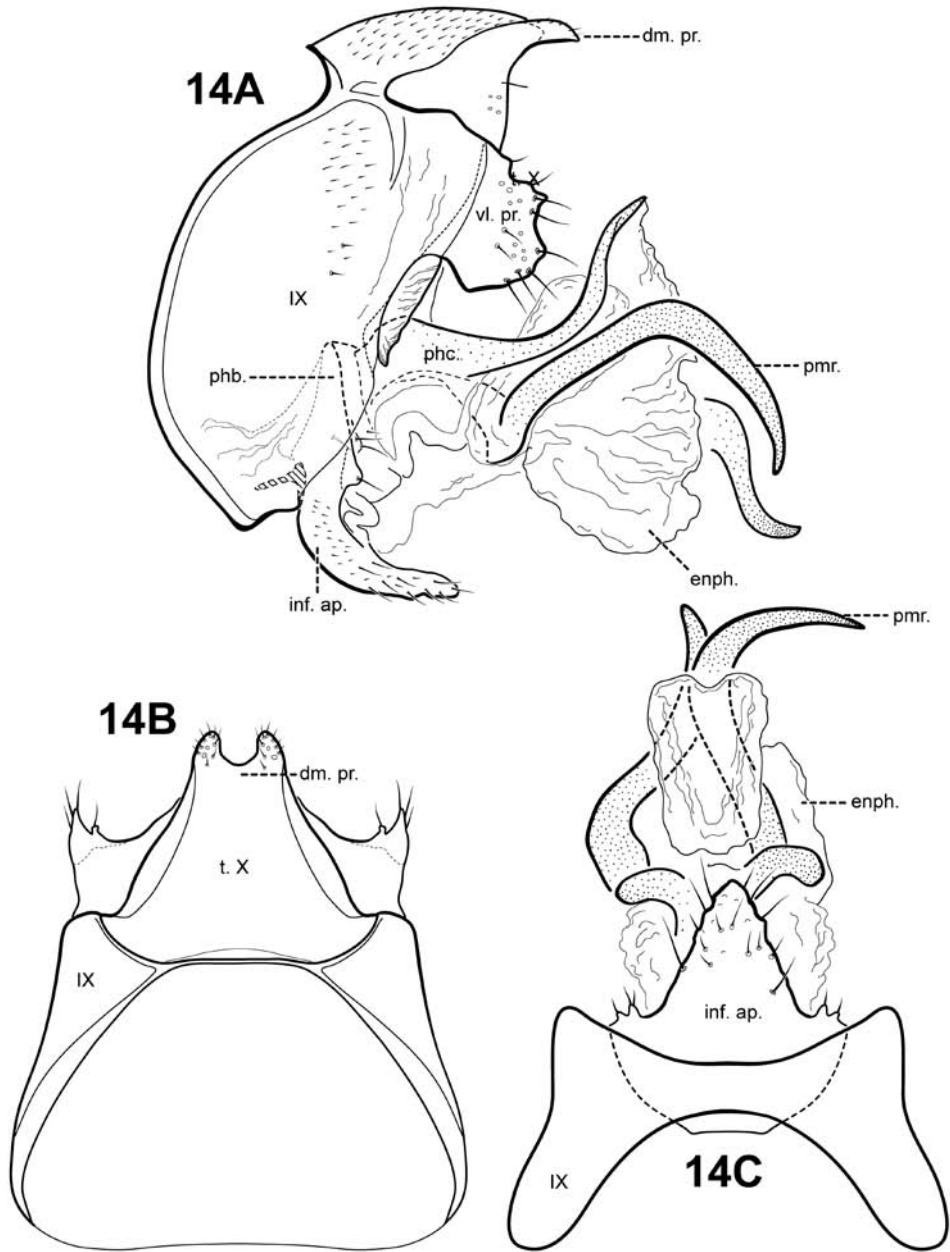 dm. pr.
14A
t. X
vl. pr.
IX
phc.
phb.
pmr.
enph.
inf. ap.
pmr.
14B
dm. pr.
enph.
t. X
IX
inf. ap.
14C
IX